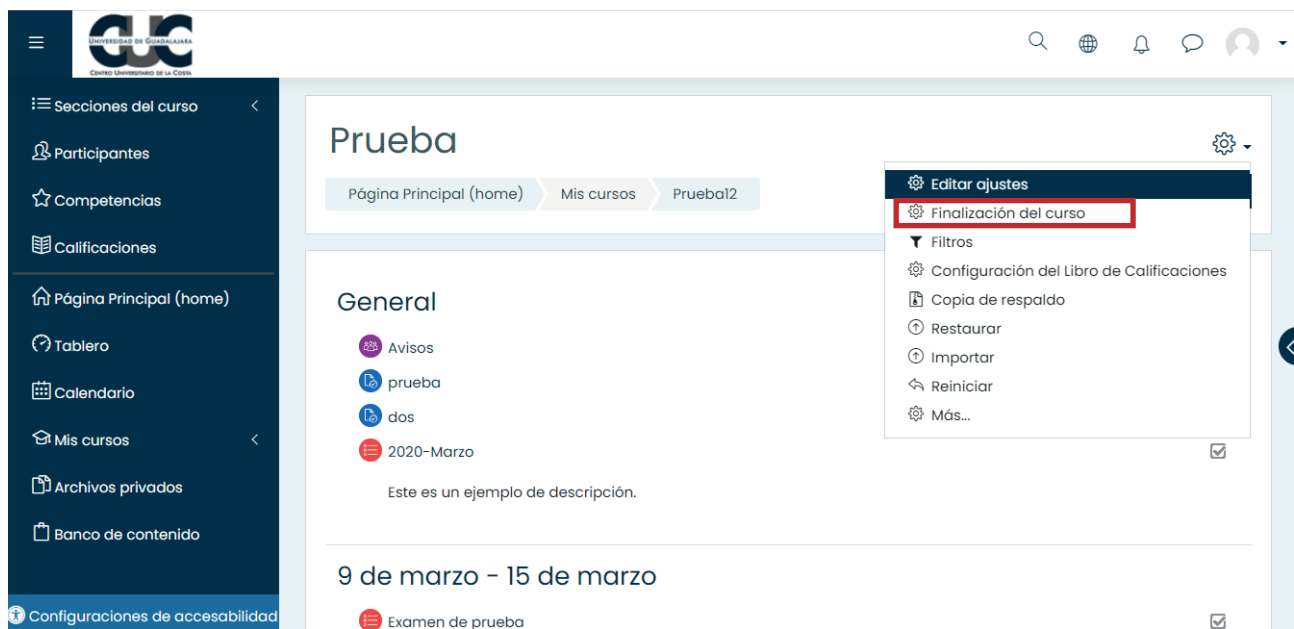 UNIVERSIDAD DE GUADALAJARA
CUC
CENTRO UNIVERSITARIO DE LA COSTA
Secciones del curso
Participantes
Competencias
Calificaciones
Página Principal (home)
Tablero
Calendario
Mis cursos
Archivos privados
Banco de contenido
Configuraciones de accesabilidad
Prueba
Página Principal (home) Mis cursos Prueba12
Editar ajustes
Finalización del curso
Filtros
Configuración del Libro de Calificaciones
Copia de respaldo
Restaurar
Importar
Reiniciar
Más...
General
Avisos
prueba
dos
2020-Marzo
Este es un ejemplo de descripción.
9 de marzo - 15 de marzo
Examen de prueba